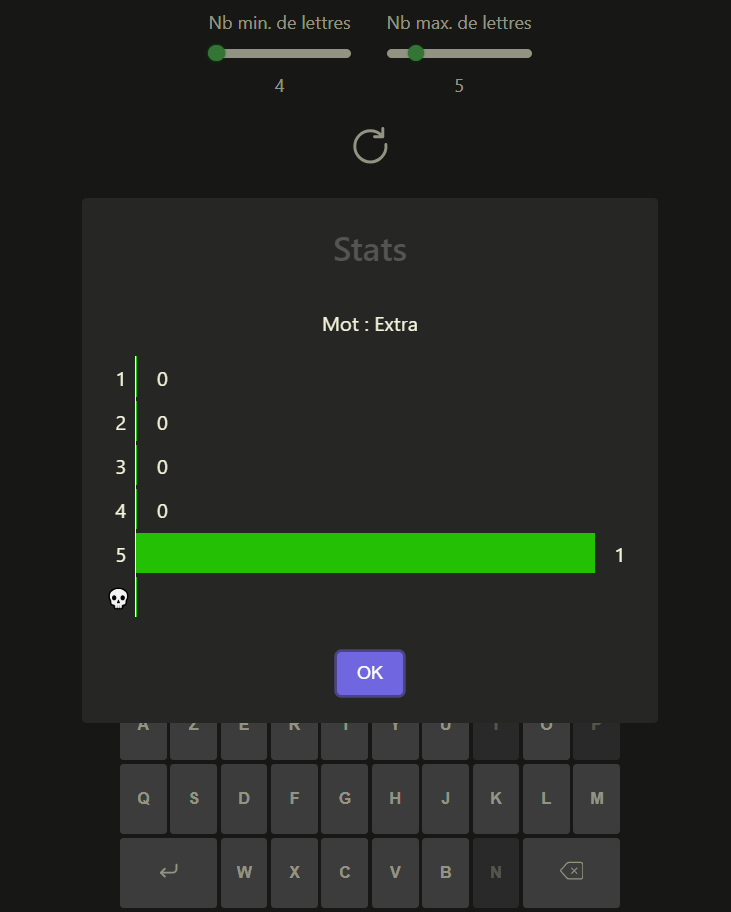 Nb min. de lettres Nb max. de lettres
4 5
Stats
Mot : Extra
1 0
2 0
3 0
4 0
5 1
OK
A Z E R T Y U I O P
Q S D F G H J K L M
W X C V B N